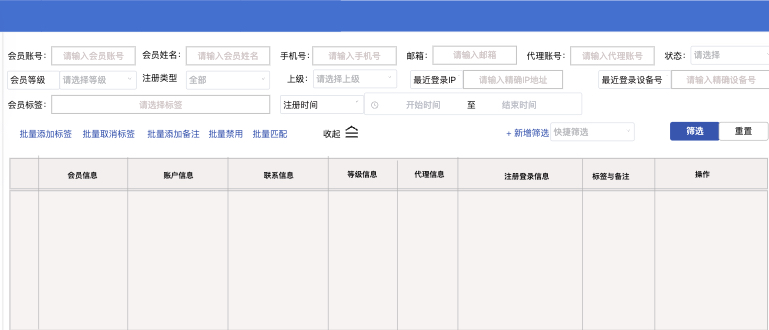 会员账号: 请输入会员账号 会员姓名: 请输入会员姓名 手机号: 请输入手机号 邮箱: 请输入邮箱 代理账号: 请输入代理账号 状态: 请选择
会员等级 请选择等级 注册类型 全部 上级: 请选择上级 最近登录IP 请输入精确IP地址 最近登录设备号 请输入精确设备号
会员标签: 请选择标签 注册时间 开始时间 至 结束时间
批量添加标签 批量取消标签 批量添加备注 批量禁用 批量匹配 收起 + 新增筛选 快捷筛选 筛选 重置
会员信息 账户信息 联系信息 等级信息 代理信息 注册登录信息 标签与备注 操作